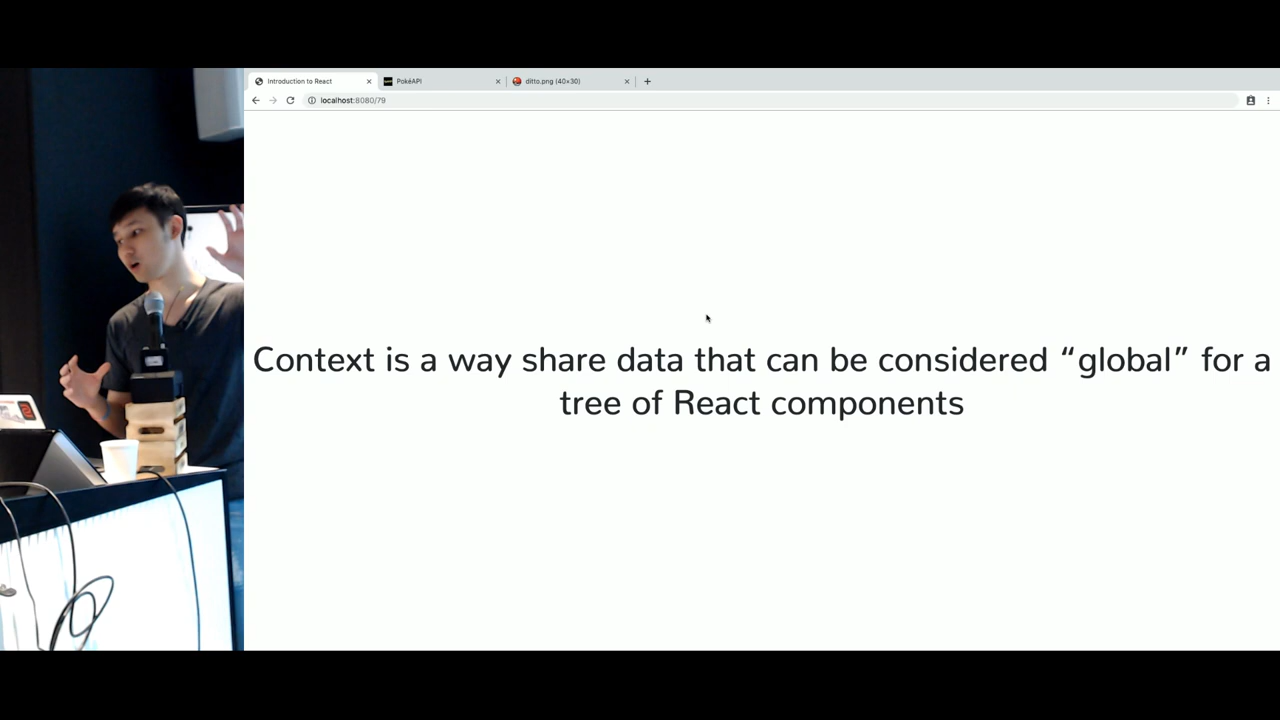 Introduction to React
PokéAPI
ditto.png (40×30)
localhost:8080/79
Context is a way share data that can be considered “global” for a
tree of React components